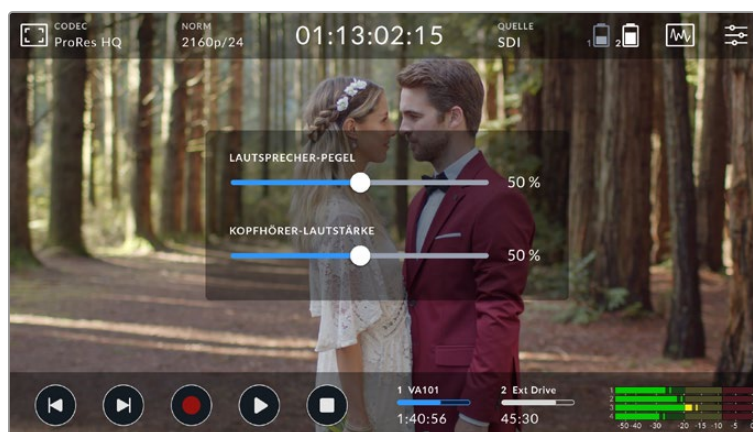 CODEC
ProRes HQ
NORM
2160p/24
01:13:02:15
QUELLE
SDI
1
2
LAUTSPRECHER-PEGEL
50 %
KOPFHÖRER-LAUTSTÄRKE
50 %
1 VA101
1:40:56
2 Ext Drive
45:30
1
2
3
4
-50 -40 -30 -20 -15 -10 -5